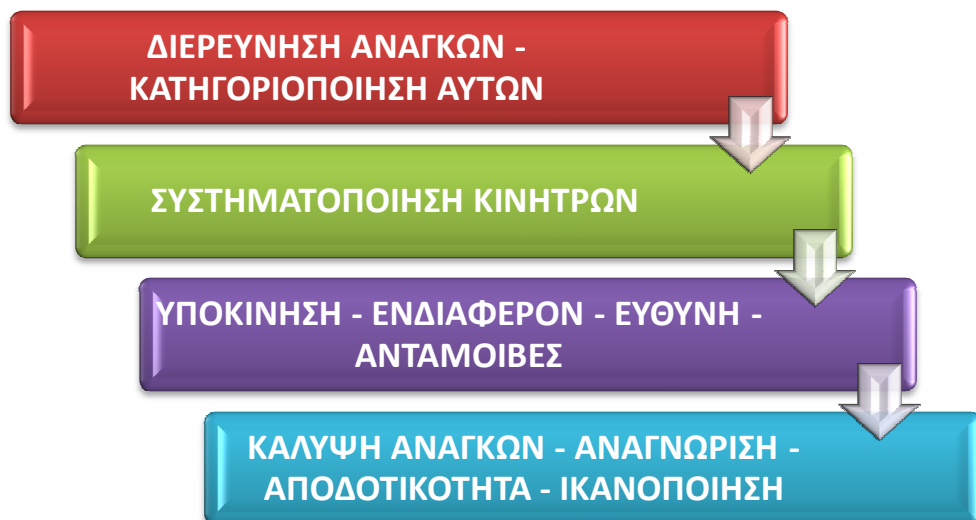 ΔΙΕΡΕΥΝΗΣΗ ΑΝΑΓΚΩΝ -
ΚΑΤΗΓΟΡΙΟΠΟΙΗΣΗ ΑΥΤΩΝ
ΣΥΣΤΗΜΑΤΟΠΟΙΗΣΗ ΚΙΝΗΤΡΩΝ
ΥΠΟΚΙΝΗΣΗ - ΕΝΔΙΑΦΕΡΟΝ - ΕΥΘΥΝΗ -
ΑΝΤΑΜΟΙΒΕΣ
ΚΑΛΥΨΗ ΑΝΑΓΚΩΝ - ΑΝΑΓΝΩΡΙΣΗ -
ΑΠΟΔΟΤΙΚΟΤΗΤΑ - ΙΚΑΝΟΠΟΙΗΣΗ